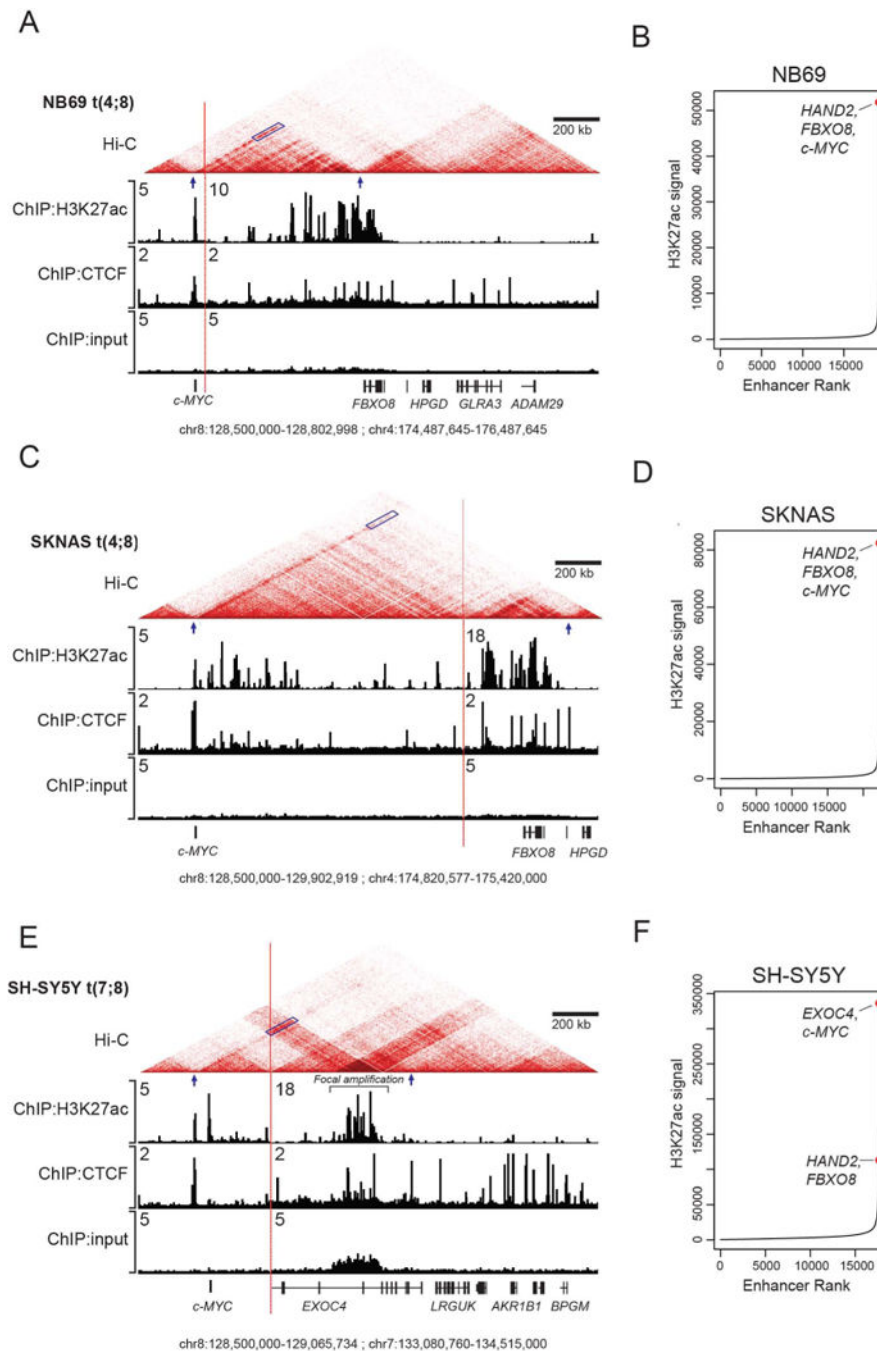 A
NB69 t(4;8)
Hi-C
200 kb
5
10
ChIP:H3K27ac
2
2
ChIP:CTCF
5
5
ChIP:input
c-MYC
FBXO8
HPGD
GLRA3
ADAM29
chr8:128,500,000-128,802,998 ; chr4:174,487,645-176,487,645
B
NB69
HAND2,
FBXO8,
c-MYC
H3K27ac signal
0
10000
20000
30000
40000
50000
0 5000 10000 15000
Enhancer Rank
C
SKNAS t(4;8)
Hi-C
200 kb
5
18
ChIP:H3K27ac
2
2
ChIP:CTCF
5
5
ChIP:input
c-MYC
FBXO8
HPGD
chr8:128,500,000-129,902,919 ; chr4:174,820,577-175,420,000
D
SKNAS
HAND2,
FBXO8,
c-MYC
H3K27ac signal
0
20000
40000
60000
80000
0 5000 10000 15000
Enhancer Rank
E
SH-SY5Y t(7;8)
Hi-C
200 kb
Focal amplification
5
18
ChIP:H3K27ac
2
2
ChIP:CTCF
5
5
ChIP:input
c-MYC
EXOC4
LRGUK
AKR1B1
BPGM
chr8:128,500,000-129,065,734 ; chr7:133,080,760-134,515,000
F
SH-SY5Y
EXOC4,
c-MYC
HAND2,
FBXO8
H3K27ac signal
0
50000
150000
250000
350000
0 5000 10000 15000
Enhancer Rank